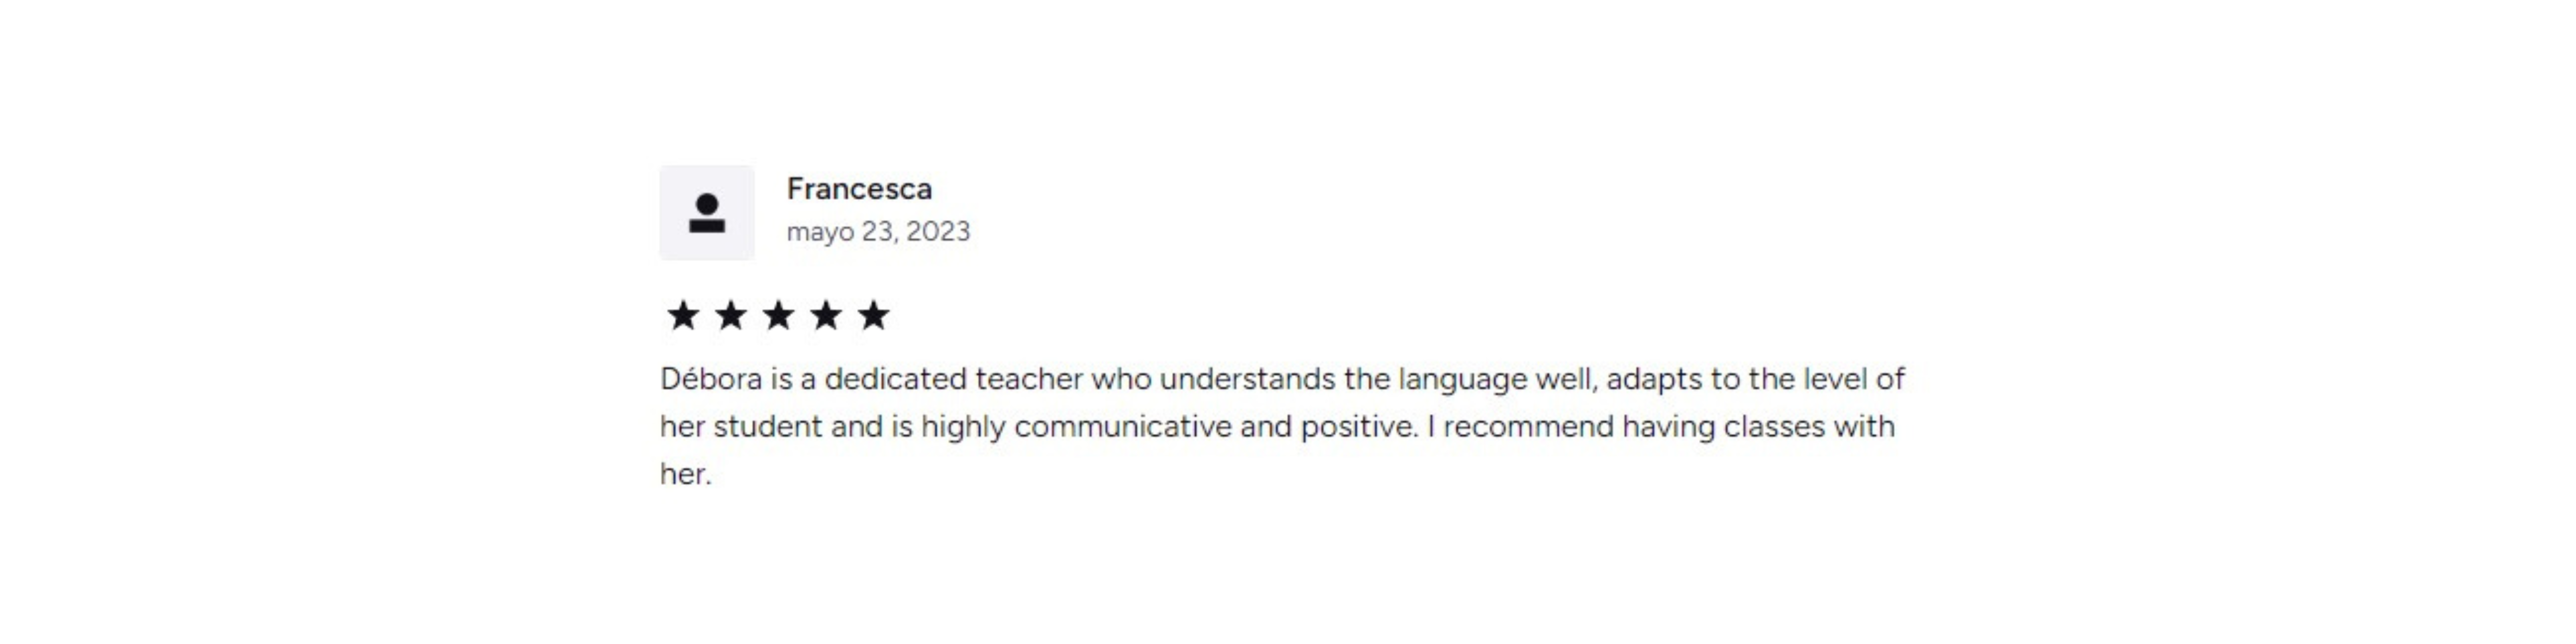 Francesca
mayo 23, 2023
Débora is a dedicated teacher who understands the language well, adapts to the level of
her student and is highly communicative and positive. I recommend having classes with
her.